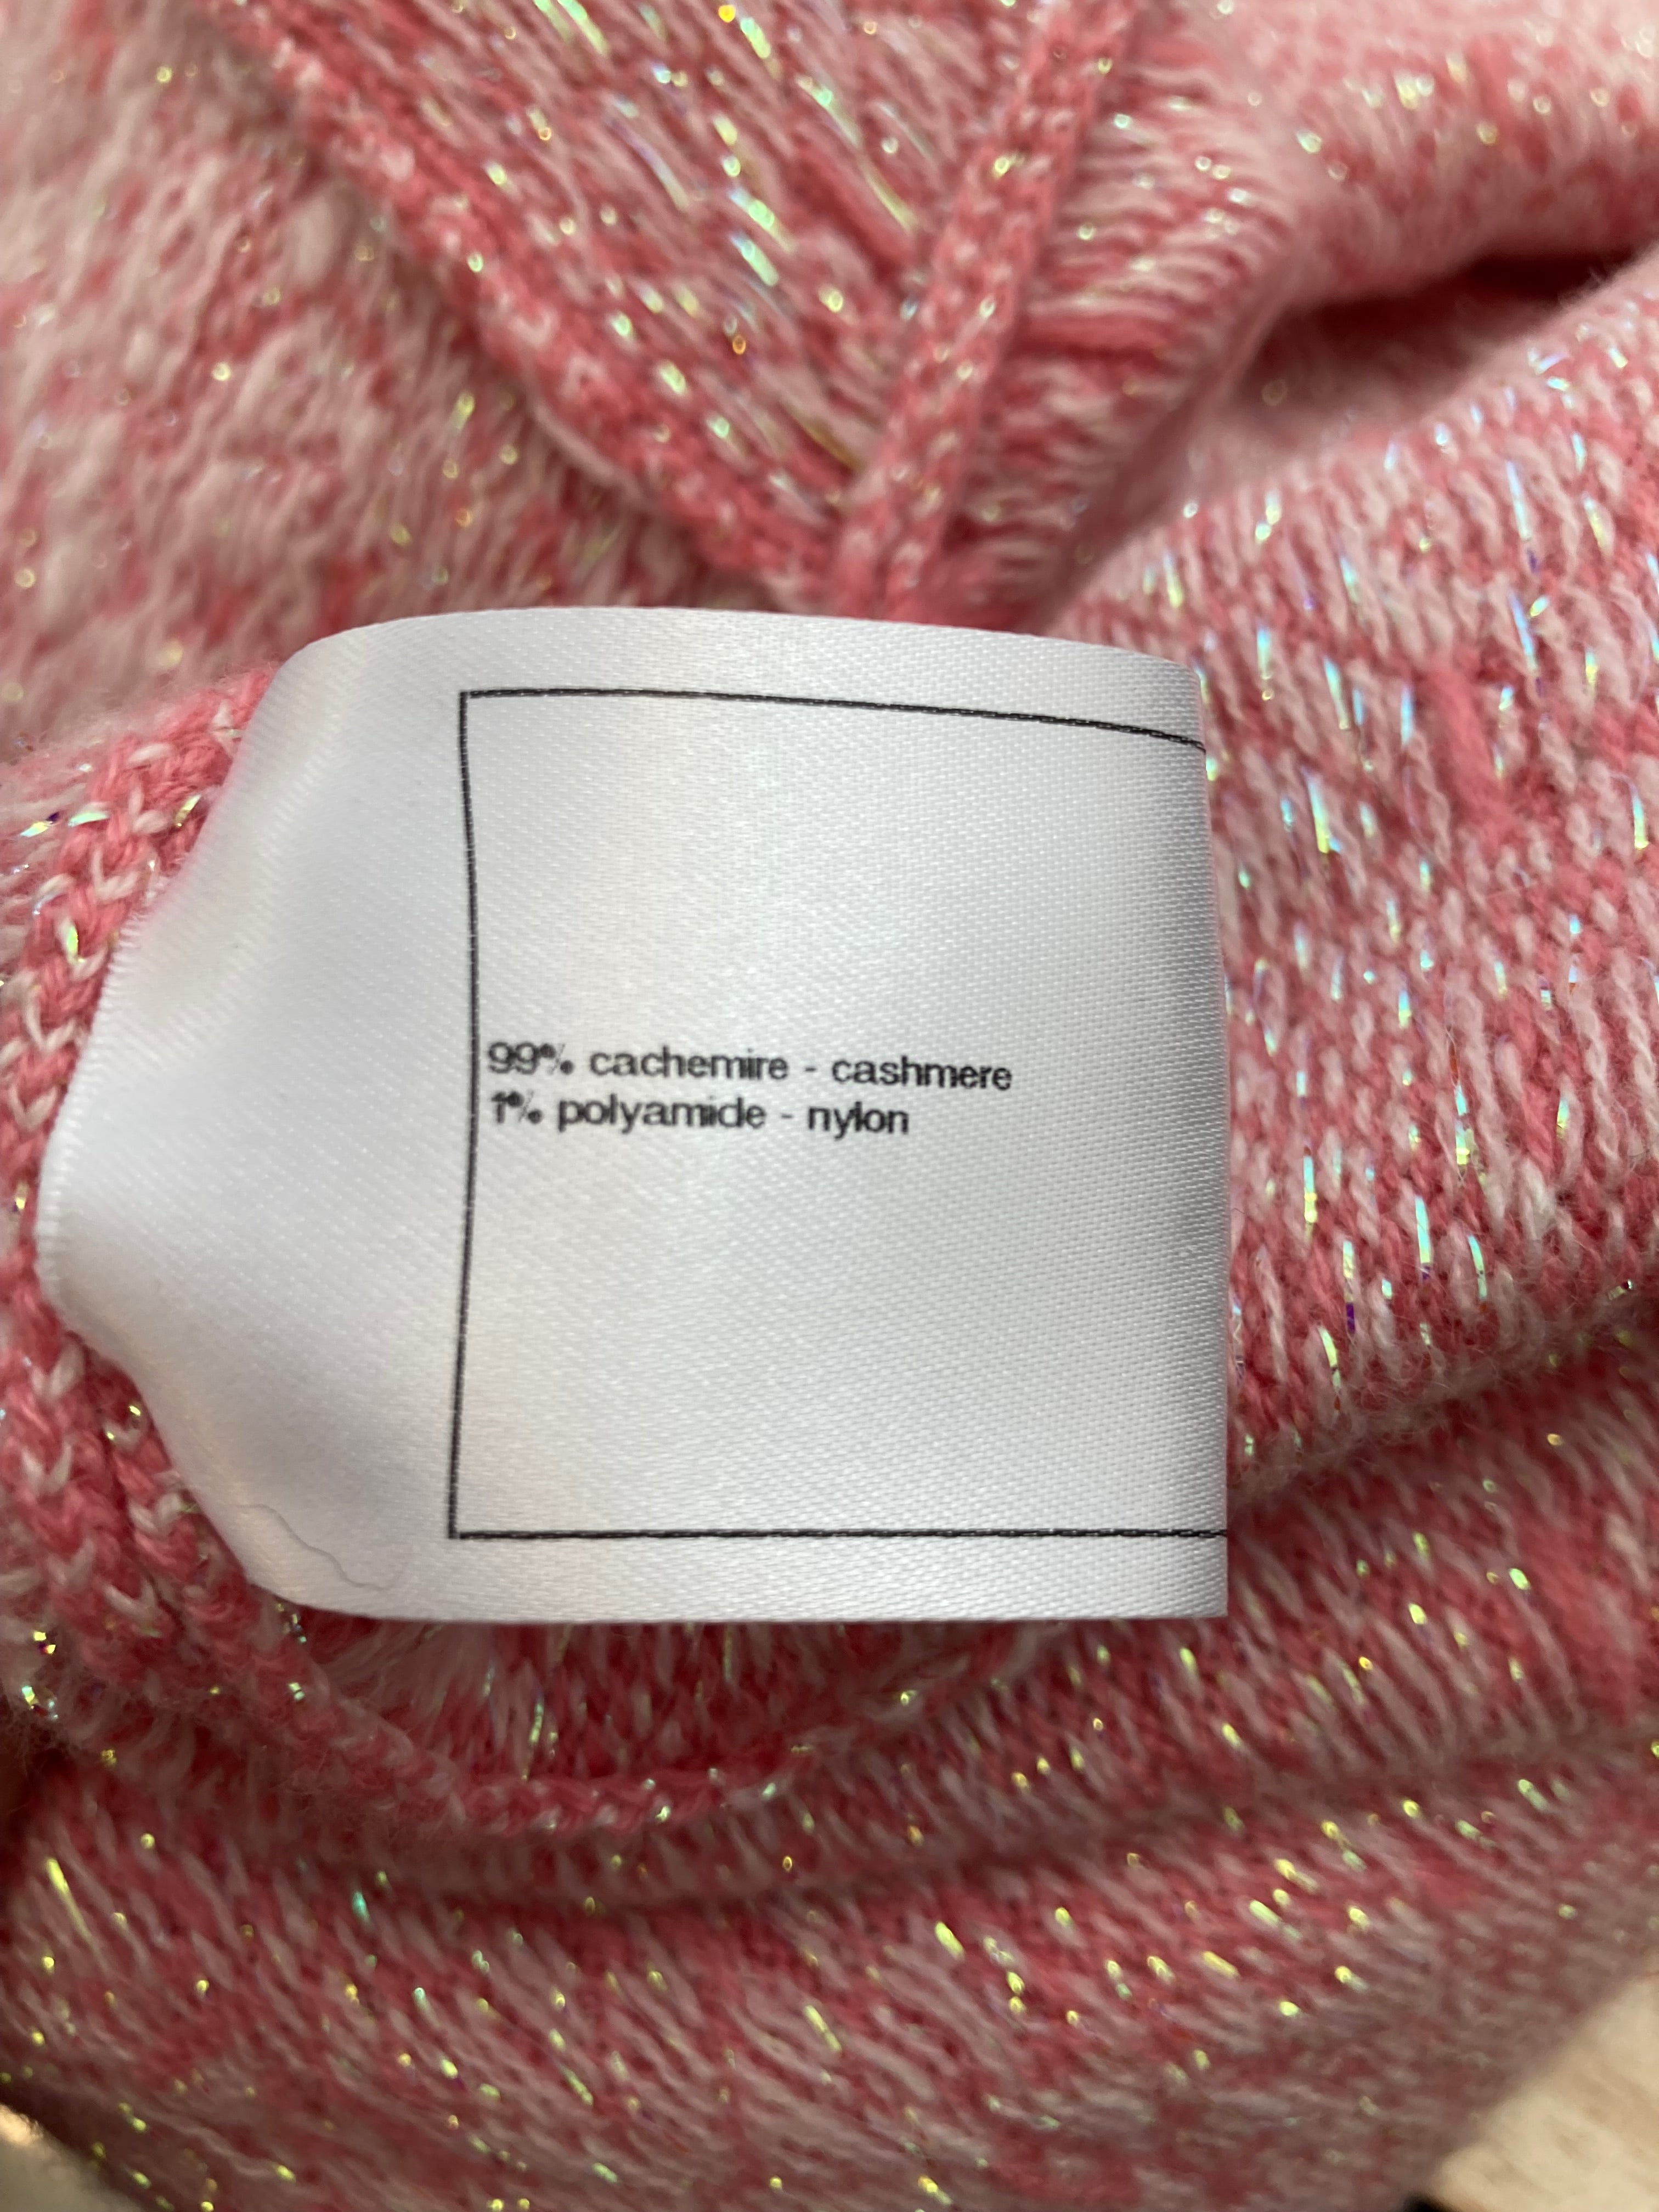 99% cachemire - cashmere
1% polyamide - nylon